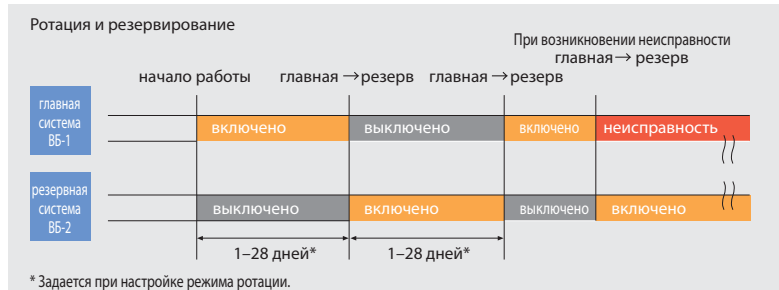 Ротация и резервирование
При возникновении неисправности
главная → резерв
начало работы
главная → резерв
главная → резерв
главная
система
ВБ-1
включено
выключено
включено
неисправность
резервная
система
ВБ-2
выключено
включено
выключено
включено
1–28 дней*
1–28 дней*
* Задается при настройке режима ротации.